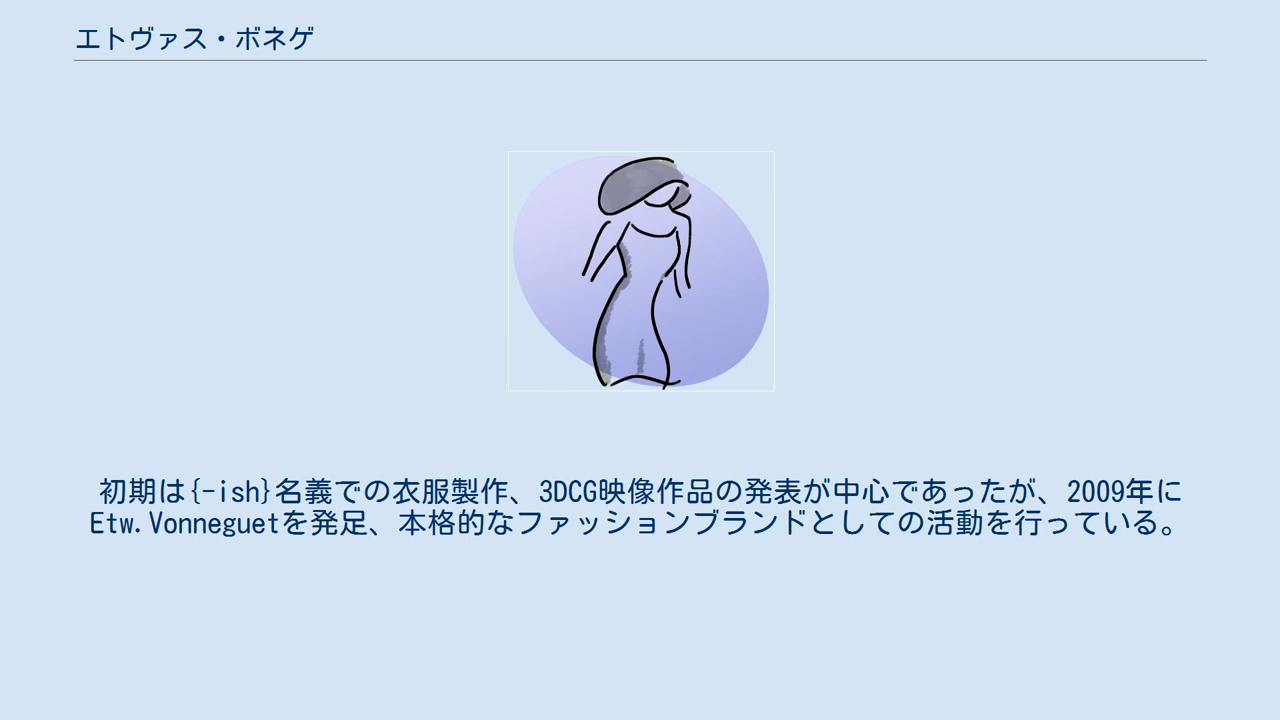 エトヴァス・ボネゲ
初期は{-ish}名義での衣服製作、3DCG映像作品の発表が中心であったが、2009年に
Etw.Vonneguetを発足、本格的なファッションブランドとしての活動を行っている。